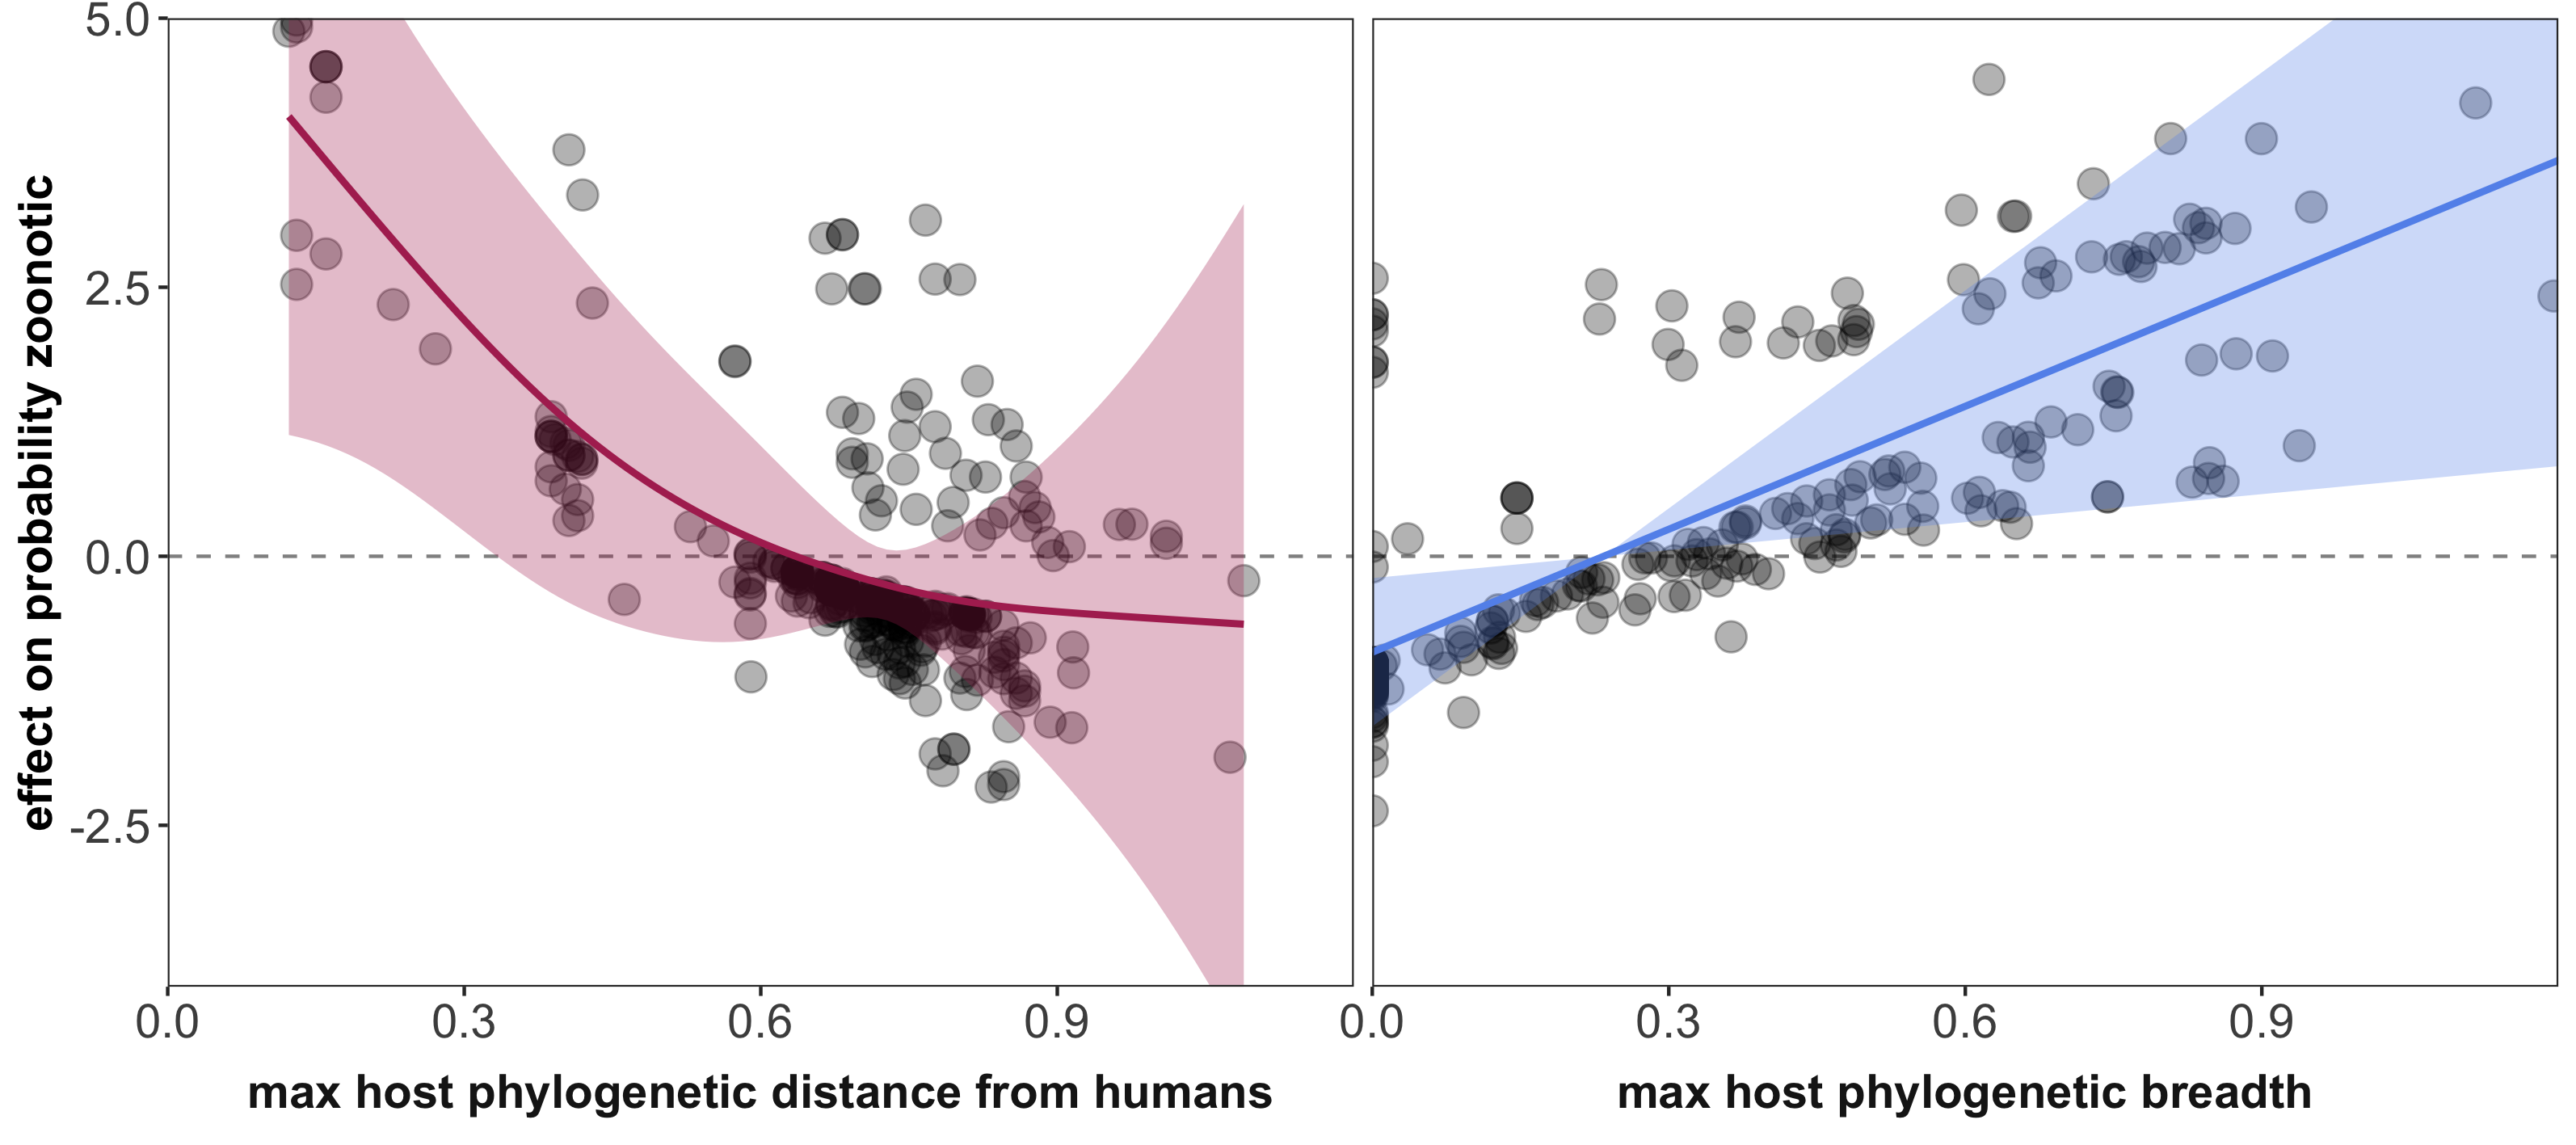 effect on probability zoonotic
5.0
2.5
0.0
-2.5
0.0 0.3 0.6 0.9
0.0 0.3 0.6 0.9
max host phylogenetic distance from humans
max host phylogenetic breadth